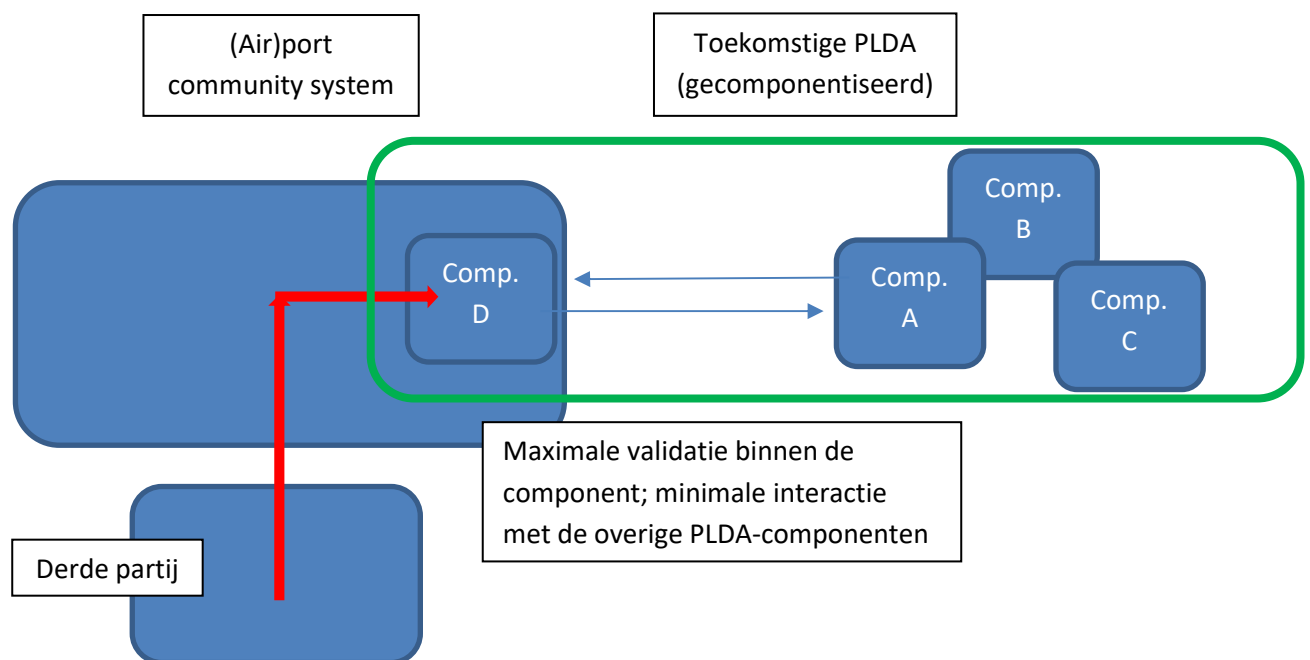 (Air)port
community system
Toekomstige PLDA
(gecomponentiseerd)
Comp.
B
Comp.
D
Comp.
A
Comp.
C
Maximale validatie binnen de
component; minimale interactie
met de overige PLDA-componenten
Derde partij